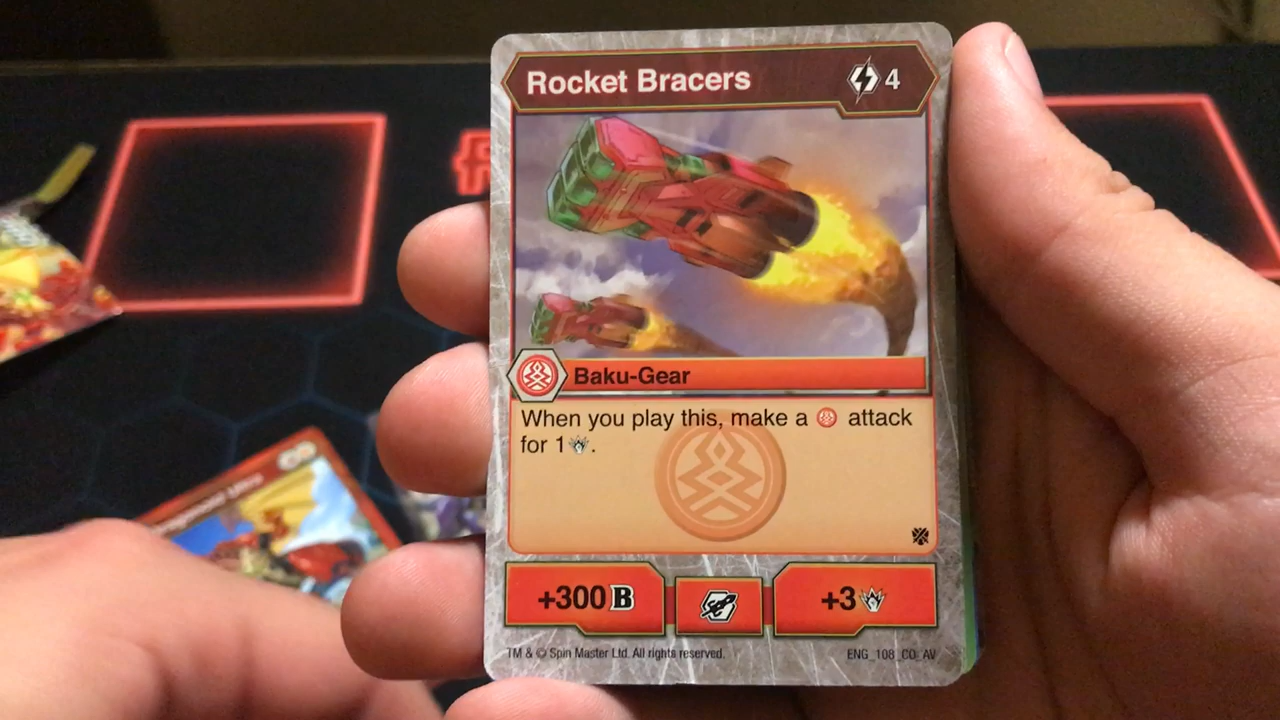 Rocket Bracers 4
Baku-Gear
When you play this, make a attack
for 1.
+300 B
+3
TM & © Spin Master Ltd. All rights reserved.
ENG_108_CO_AV